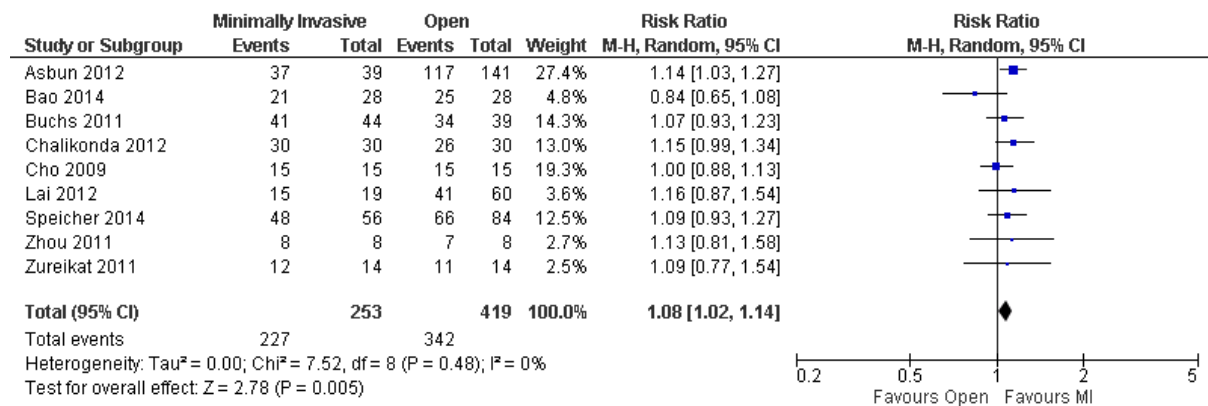 Minimally Invasive Open Risk Ratio Risk Ratio
Study or Subgroup Events Total Events Total Weight M-H, Random, 95% CI M-H, Random, 95% CI
Asbun 2012 37 39 117 141 27.4% 1.14 [1.03, 1.27]
Bao 2014 21 28 25 28 4.8% 0.84 [0.65, 1.08]
Buchs 2011 41 44 34 39 14.3% 1.07 [0.93, 1.23]
Chalikonda 2012 30 30 26 30 13.0% 1.15 [0.99, 1.34]
Cho 2009 15 15 15 15 19.3% 1.00 [0.88, 1.13]
Lai 2012 15 19 41 60 3.6% 1.16 [0.87, 1.54]
Speicher 2014 48 56 66 84 12.5% 1.09 [0.93, 1.27]
Zhou 2011 8 8 7 8 2.7% 1.13 [0.81, 1.58]
Zureikat 2011 12 14 11 14 2.5% 1.09 [0.77, 1.54]
Total (95% CI) 253 419 100.0% 1.08 [1.02, 1.14]
Total events 227 342
Heterogeneity: Tau² = 0.00; Chi² = 7.52, df = 8 (P = 0.48); I² = 0%
Test for overall effect: Z = 2.78 (P = 0.005)
0.2 0.5 1 2 5
Favours Open Favours MI